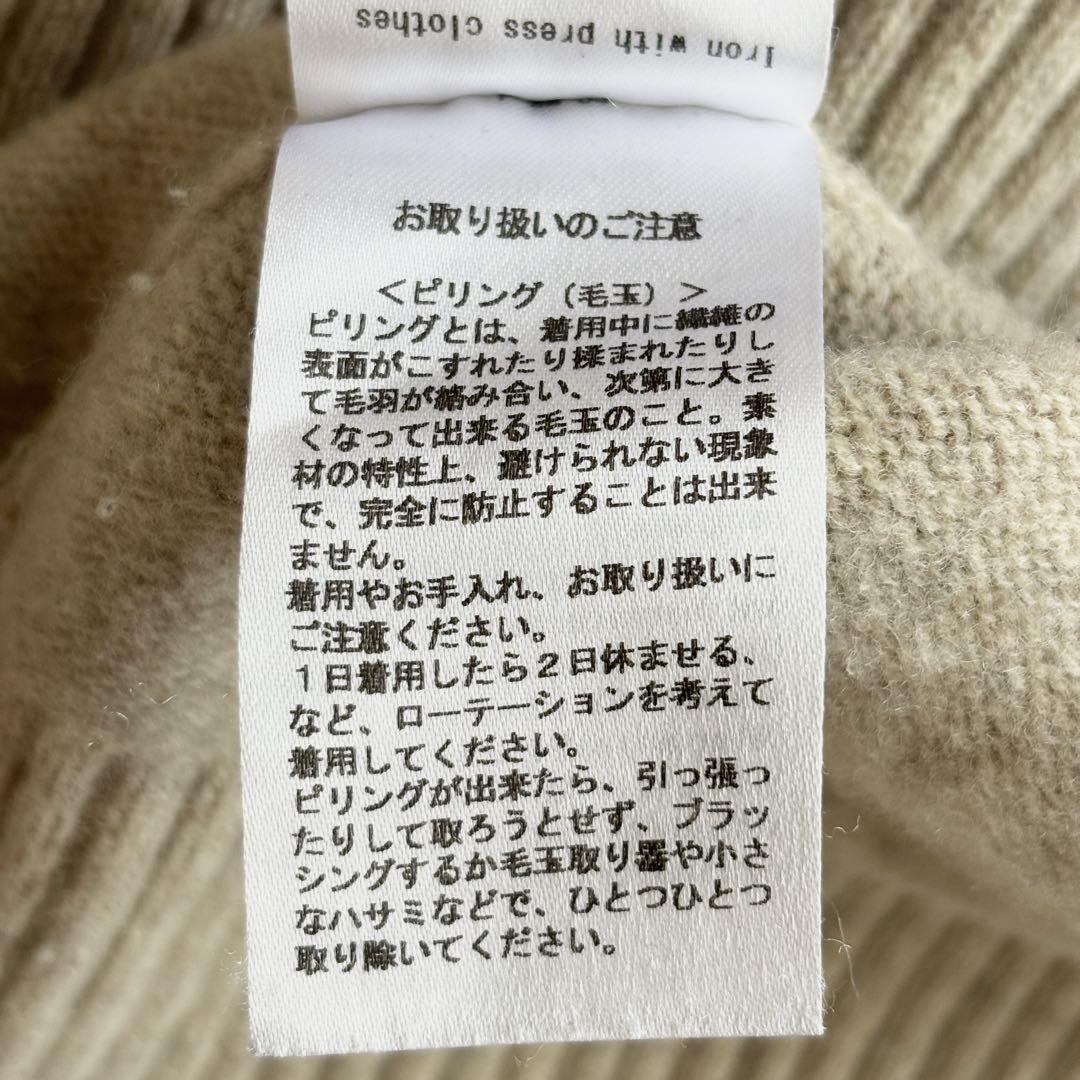 Iron with press clothes
お取り扱いのご注意
＜ピリング（毛玉）＞
ピリングとは、着用中に繊維の
表面がこすれたり揉まれたりし
て毛羽が絡み合い、次第に大き
くなって出来る毛玉のこと。素
材の特性上、避けられない現象
で、完全に防止することは出来
ません。
着用やお手入れ、お取り扱いに
ご注意ください。
１日着用したら２日休ませる、
など、ローテーションを考えて
着用してください。
ピリングが出来たら、引っ張っ
たりして取ろうとせず、ブラッ
シングするか毛玉取り器や小さ
なハサミなどで、ひとつひとつ
取り除いてください。